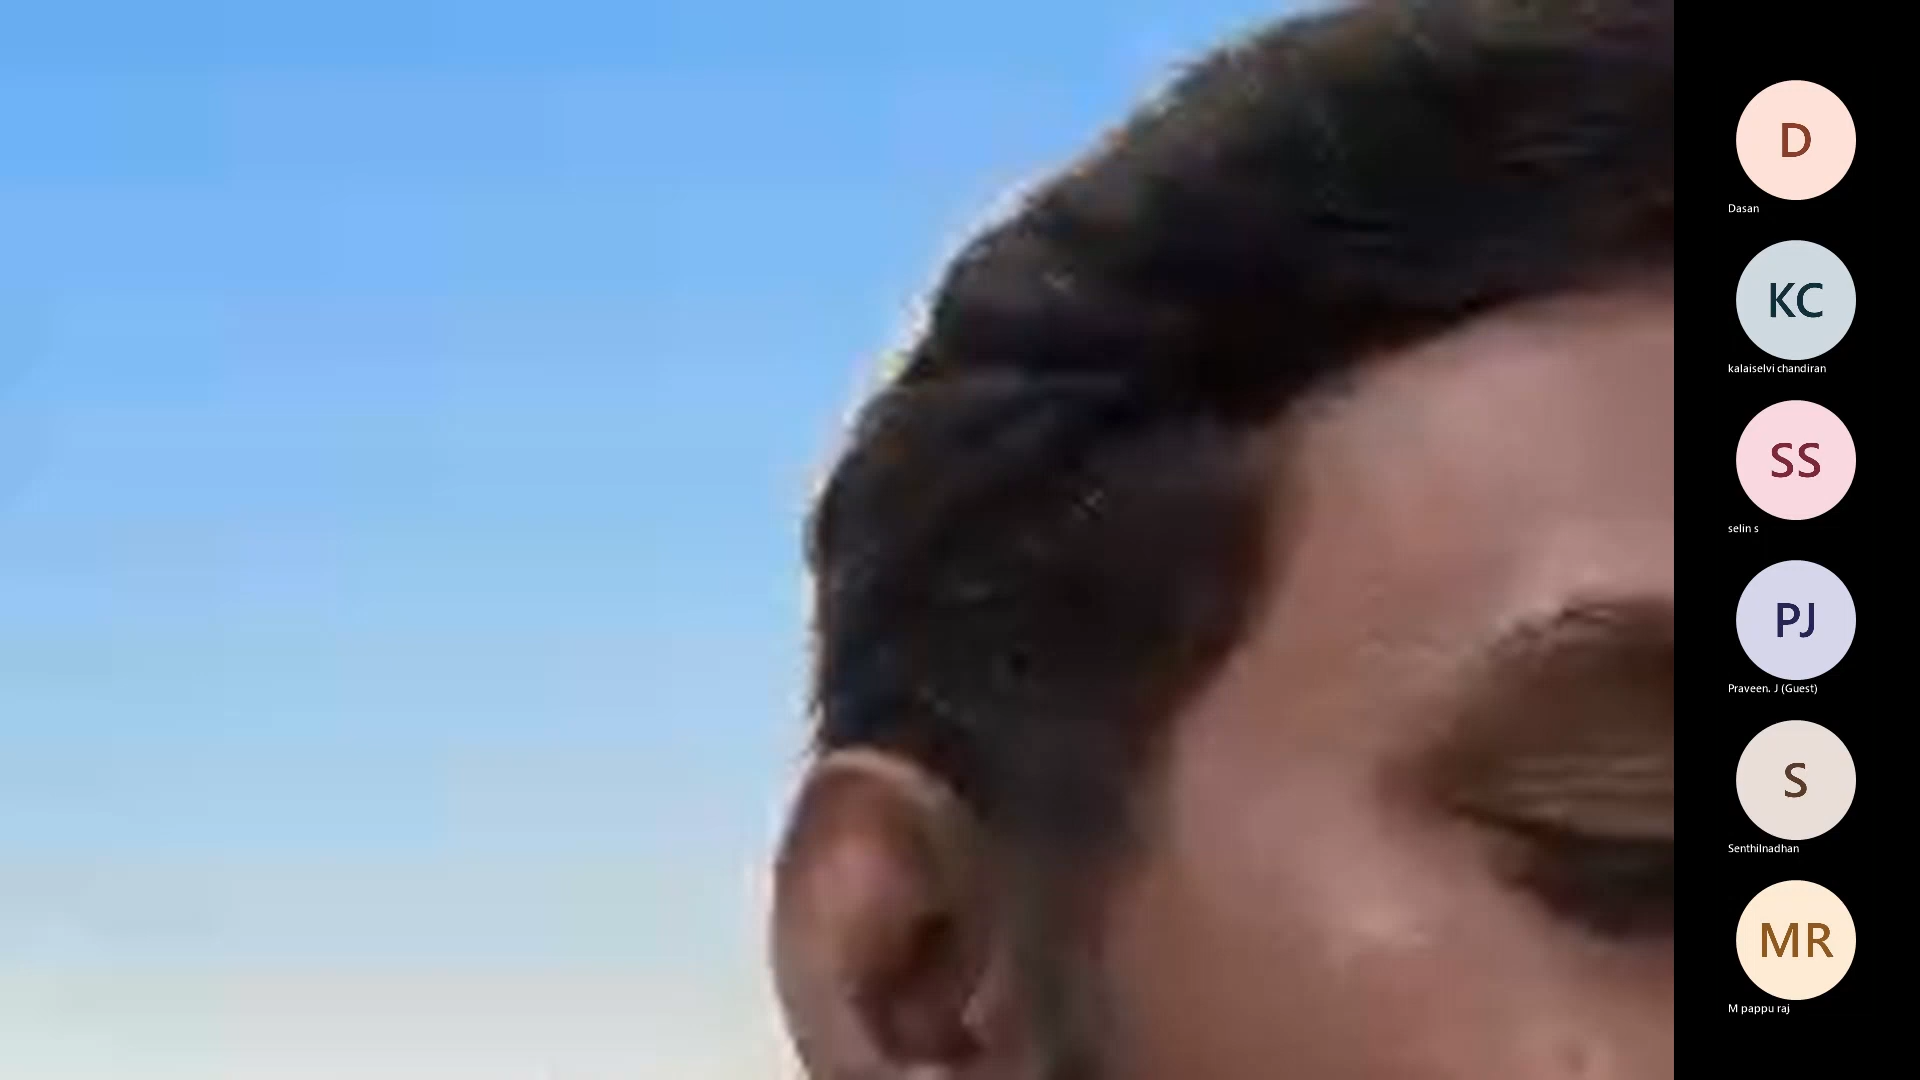 D
Dasan
KC
kalaiselvi chandiran
SS
selin s
PJ
Praveen. J (Guest)
S
Senthilnadhan
MR
M pappu raj